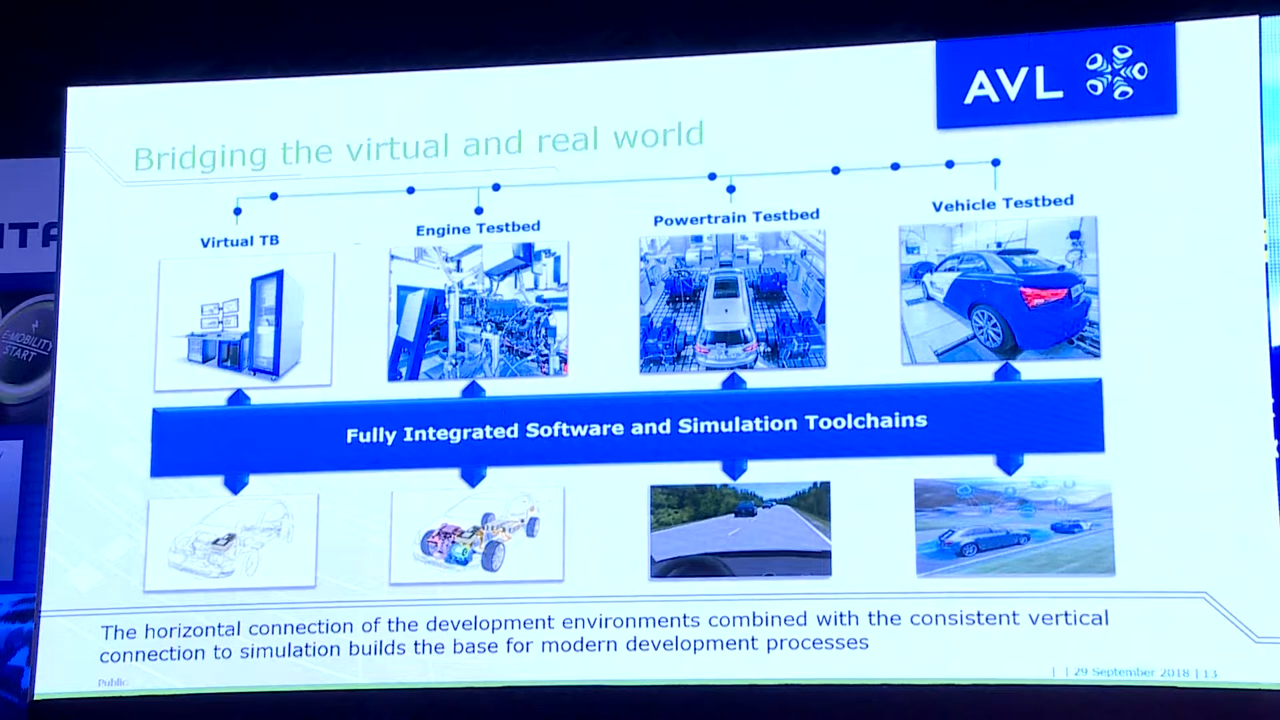 AVL
Bridging the virtual and real world
Virtual TB
Engine Testbed
Powertrain Testbed
Vehicle Testbed
E-MOBILITY
START
Fully Integrated Software and Simulation Toolchains
The horizontal connection of the development environments combined with the consistent vertical
connection to simulation builds the base for modern development processes
Public
| | 29 September 2018 | 13